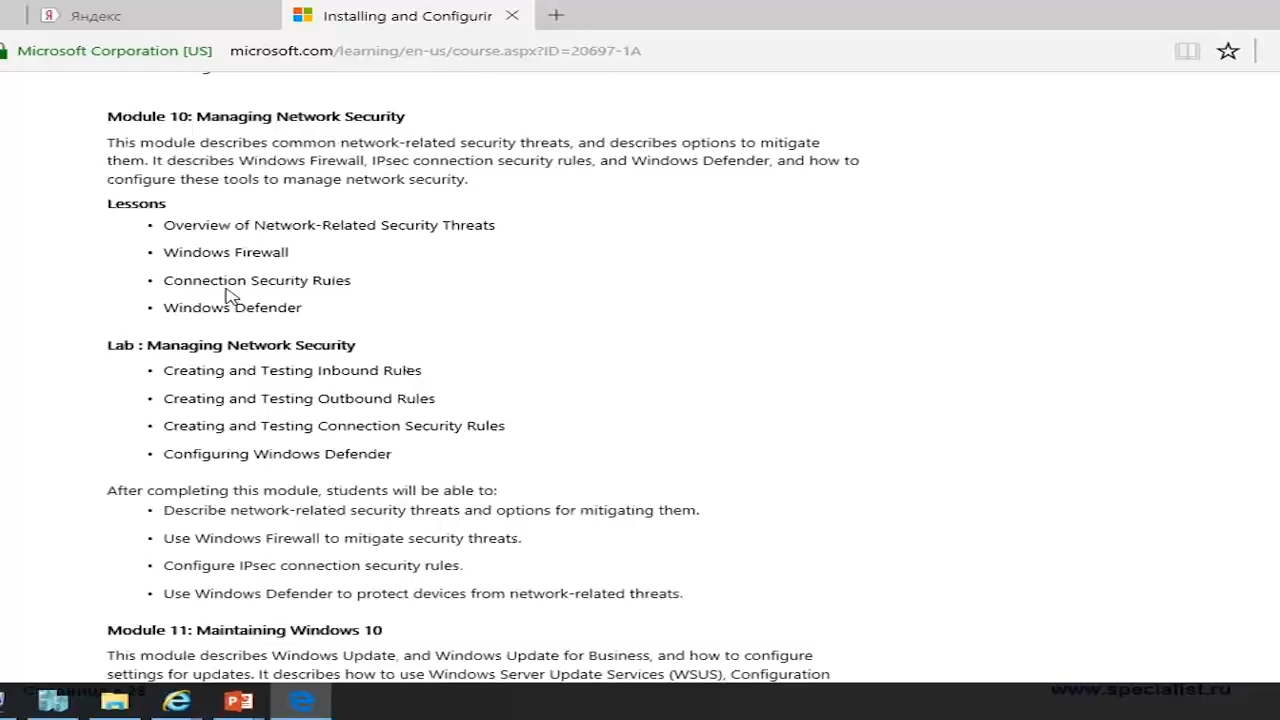 Яндекс
Installing and Configurir
Microsoft Corporation [US] microsoft.com/learning/en-us/course.aspx?ID=20697-1A
Module 10: Managing Network Security
This module describes common network-related security threats, and describes options to mitigate
them. It describes Windows Firewall, IPsec connection security rules, and Windows Defender, and how to
configure these tools to manage network security.
Lessons
• Overview of Network-Related Security Threats
• Windows Firewall
• Connection Security Rules
• Windows Defender
Lab : Managing Network Security
• Creating and Testing Inbound Rules
• Creating and Testing Outbound Rules
• Creating and Testing Connection Security Rules
• Configuring Windows Defender
After completing this module, students will be able to:
• Describe network-related security threats and options for mitigating them.
• Use Windows Firewall to mitigate security threats.
• Configure IPsec connection security rules.
• Use Windows Defender to protect devices from network-related threats.
Module 11: Maintaining Windows 10
This module describes Windows Update, and Windows Update for Business, and how to configure
settings for updates. It describes how to use Windows Server Update Services (WSUS), Configuration
www.specialist.ru